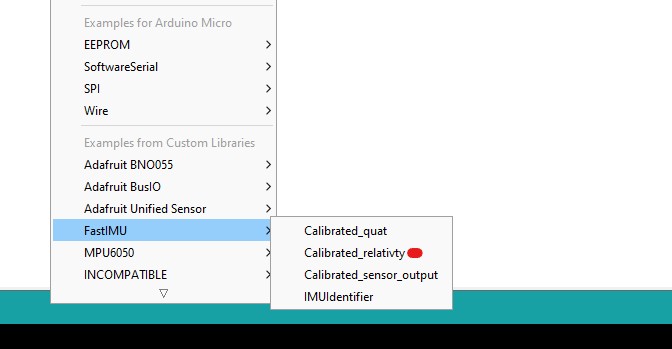 Examples for Arduino Micro
EEPROM
SoftwareSerial
SPI
Wire
Examples from Custom Libraries
Adafruit BNO055
Adafruit BusIO
Adafruit Unified Sensor
FastIMU
MPU6050
INCOMPATIBLE
Calibrated_quat
Calibrated_relativty
Calibrated_sensor_output
IMUIdentifier